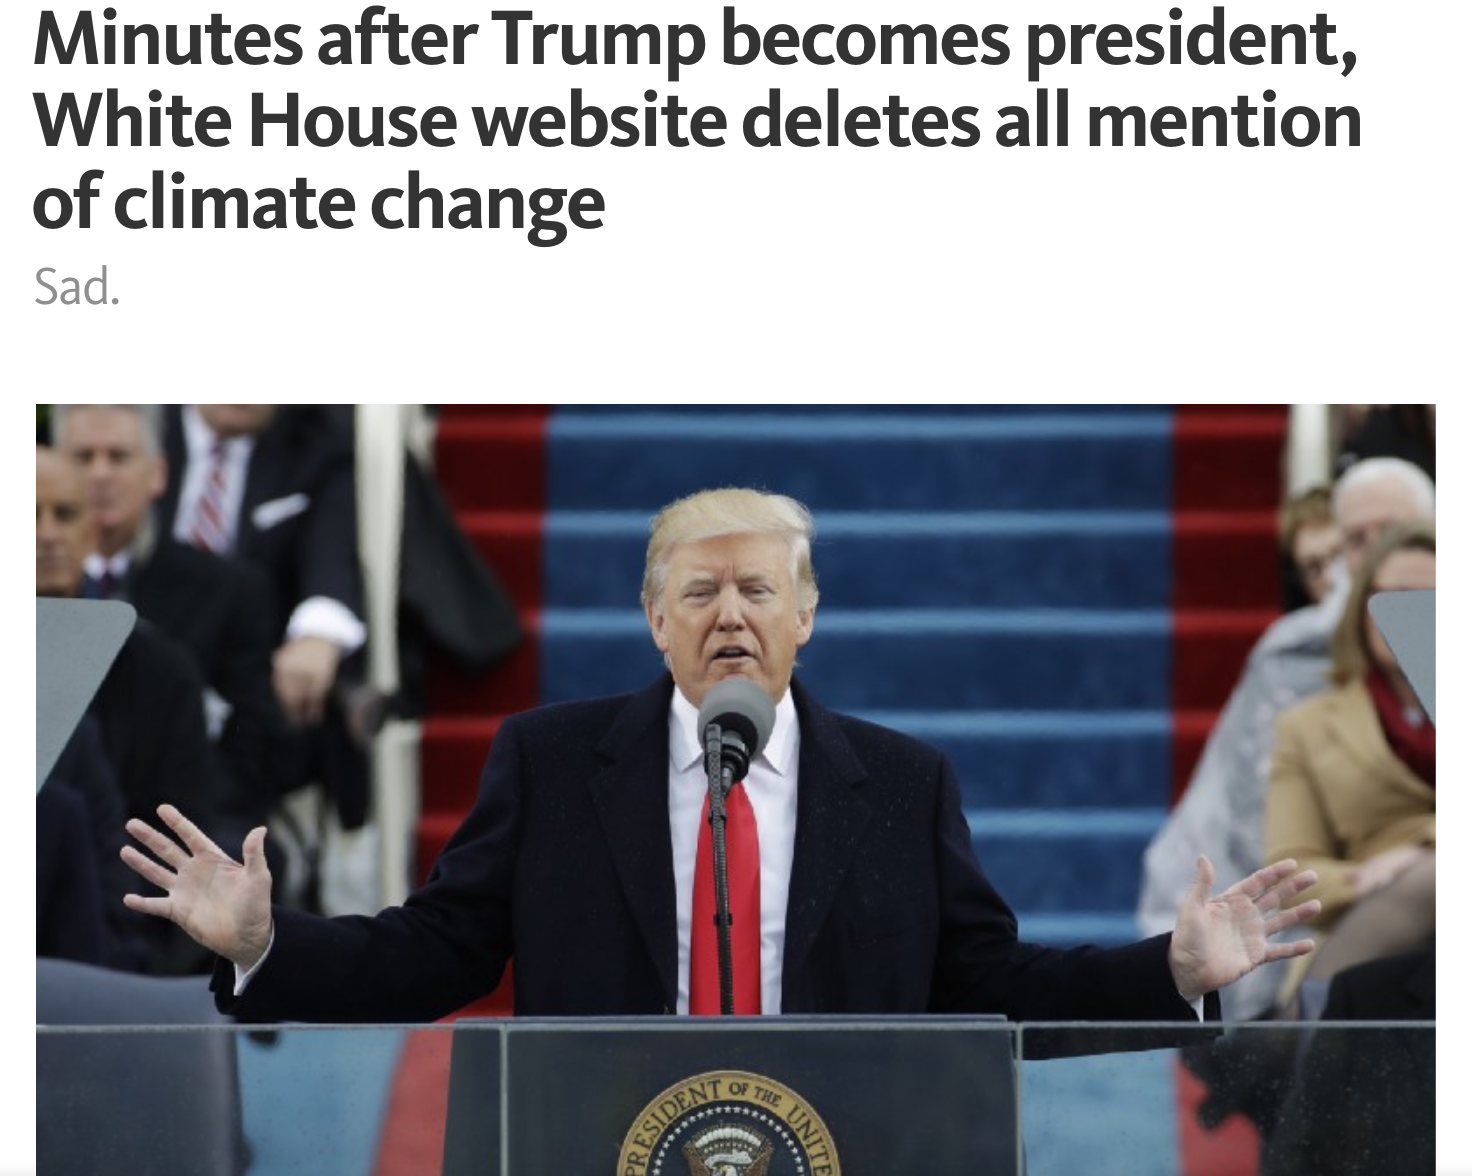 Minutes after Trump becomes president,
White House website deletes all mention
of climate change
Sad.
PRESIDENT OF THE UNITE